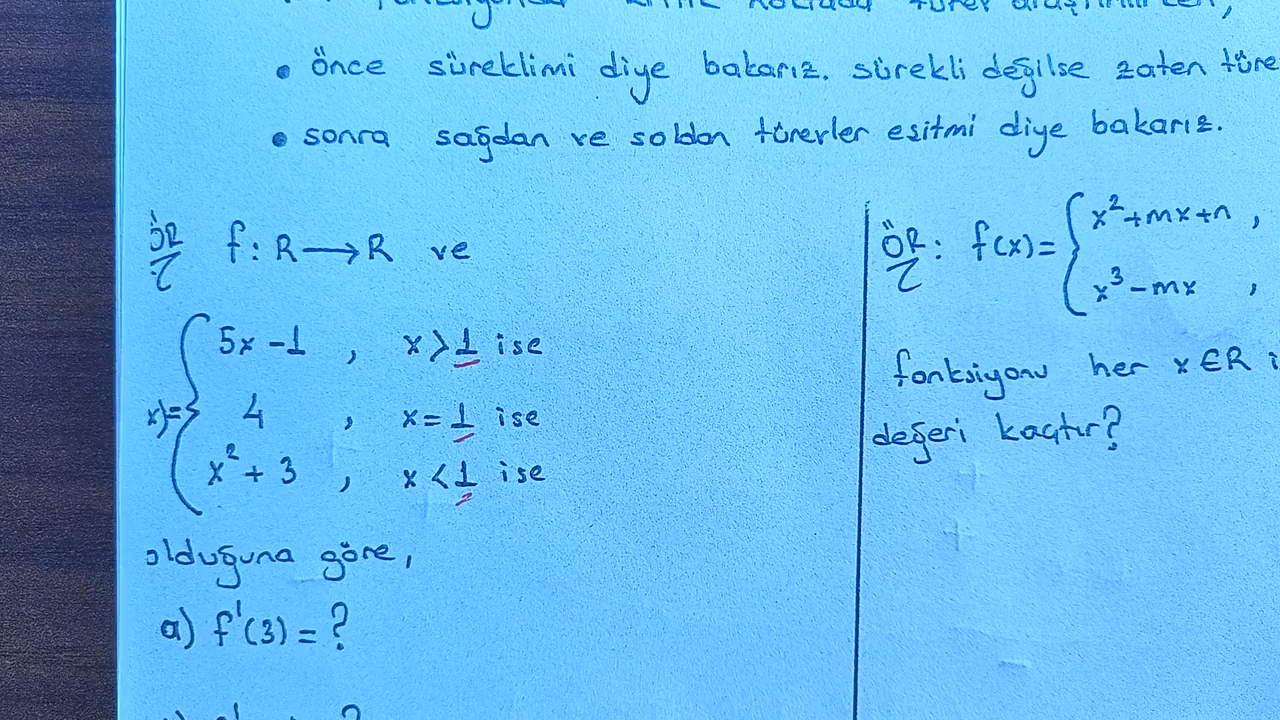 • önce süreklimi diye bakarız. sürekli değilse zaten türe
• sonra sağdan ve soldan türevler eşitmi diye bakarız.
ÖR f: R→R ve
x)= { 5x-1 , x>1 ise
4 , x=1 ise
x²+3 , x<1 ise
olduğuna göre,
a) f'(3)=?
ÖR: f(x)= { x²+mx+n ,
x³-mx ,
fonksiyonu her x∈R i
değeri kaçtır?